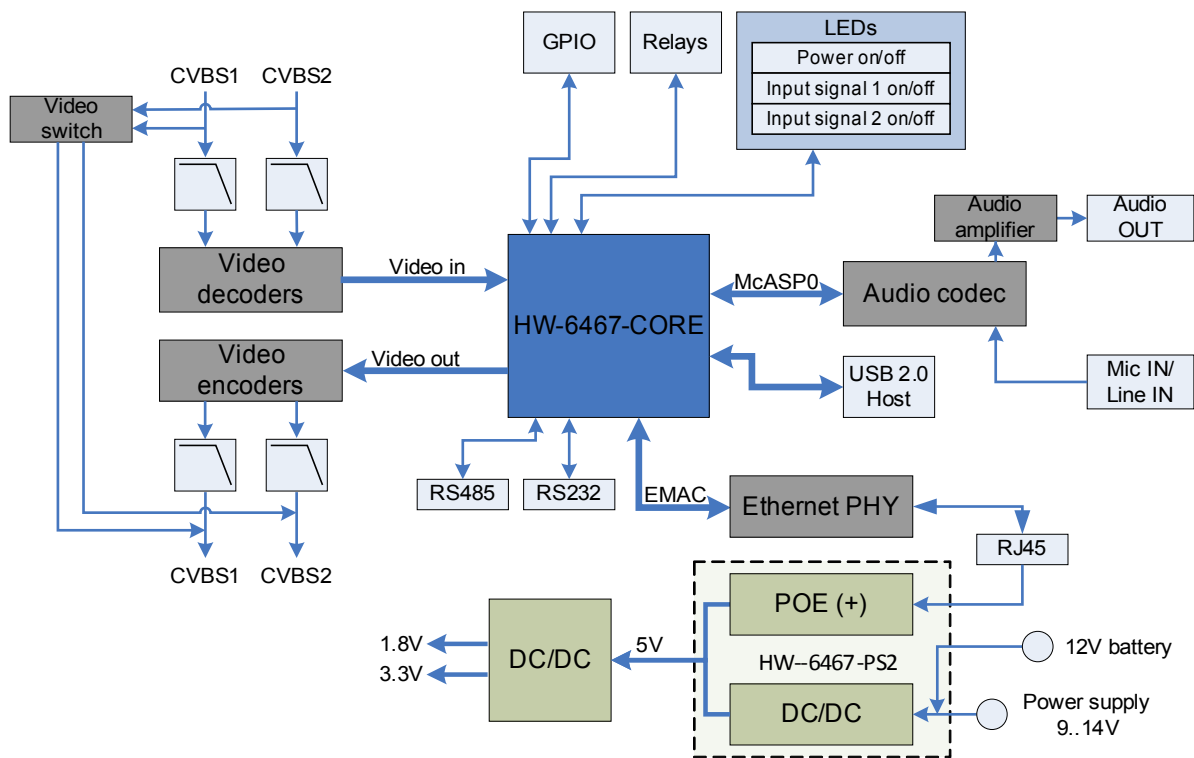 GPIO
Relays
LEDs
Power on/off
Input signal 1 on/off
Input signal 2 on/off
CVBS1
CVBS2
Video
switch
Video
decoders
Video in
HW-6467-CORE
McASP0
Audio codec
Audio
amplifier
Audio
OUT
Mic IN/
Line IN
USB 2.0
Host
Video
encoders
Video out
RS485
RS232
EMAC
Ethernet PHY
RJ45
CVBS1
CVBS2
POE (+)
HW--6467-PS2
DC/DC
12V battery
Power supply
9..14V
5V
DC/DC
1.8V
3.3V